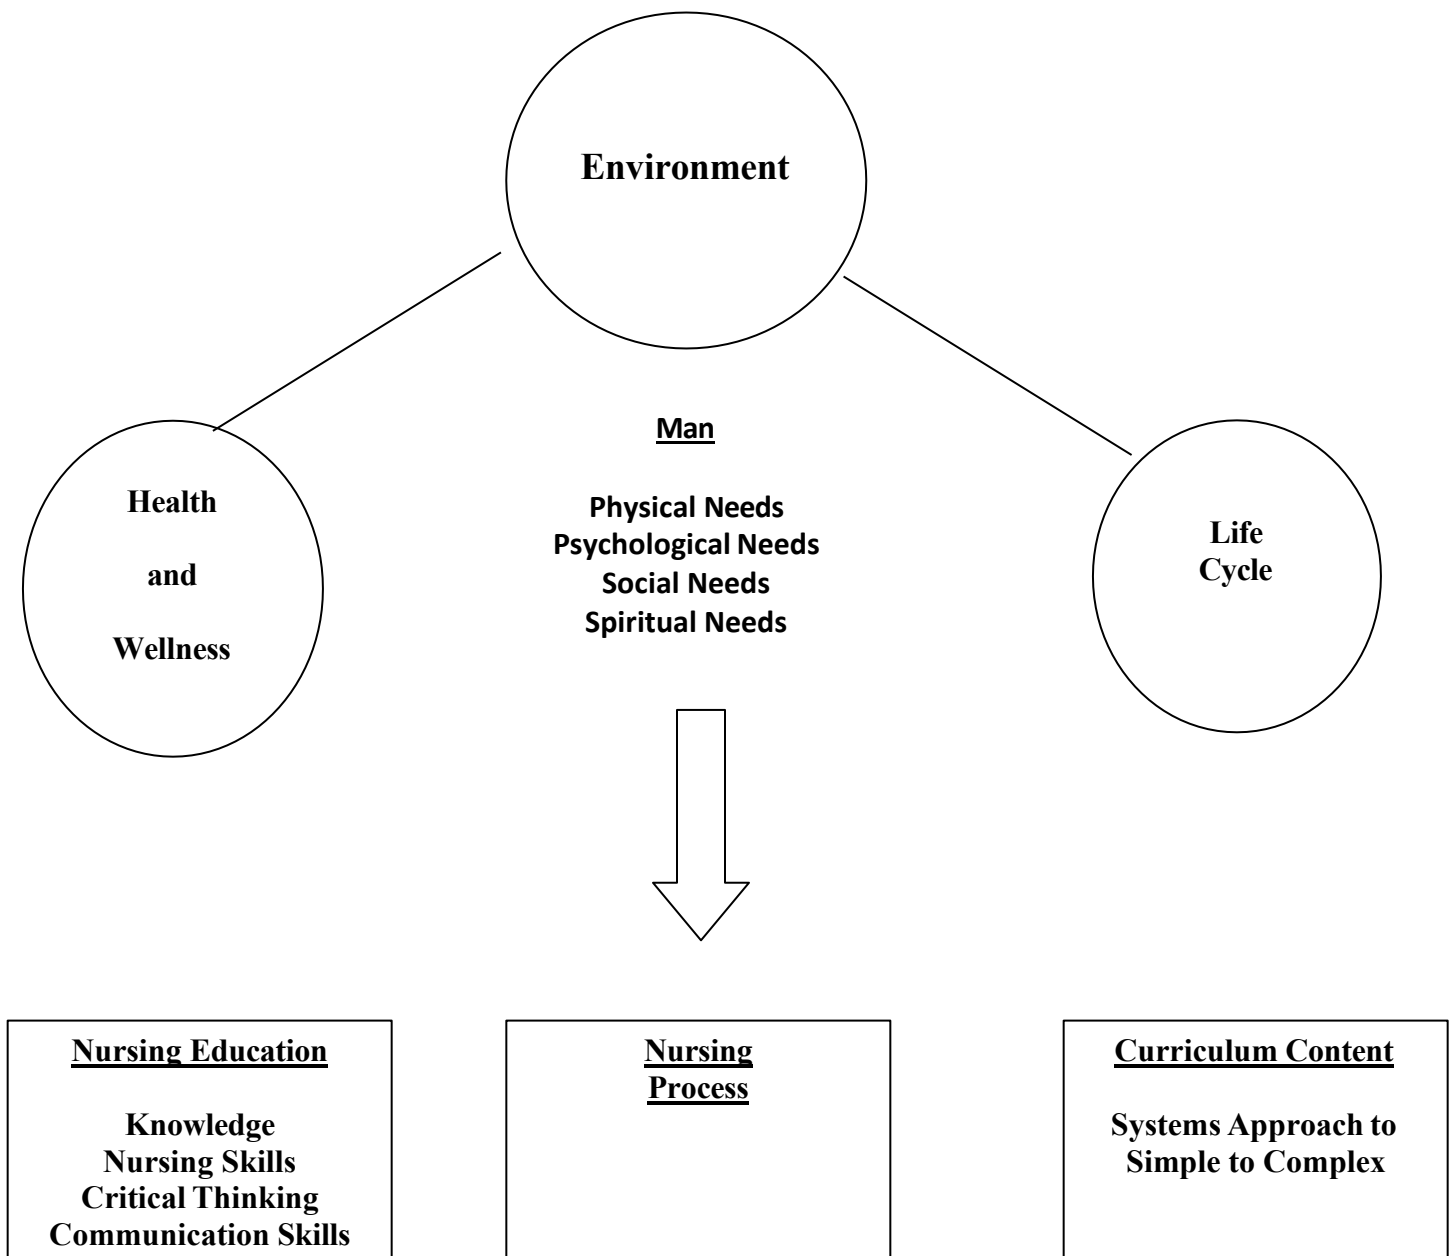 Environment
Man
Physical Needs
Psychological Needs
Social Needs
Spiritual Needs
Health
and
Wellness
Life
Cycle
Nursing Education
Knowledge
Nursing Skills
Critical Thinking
Communication Skills
Nursing
Process
Curriculum Content
Systems Approach to
Simple to Complex